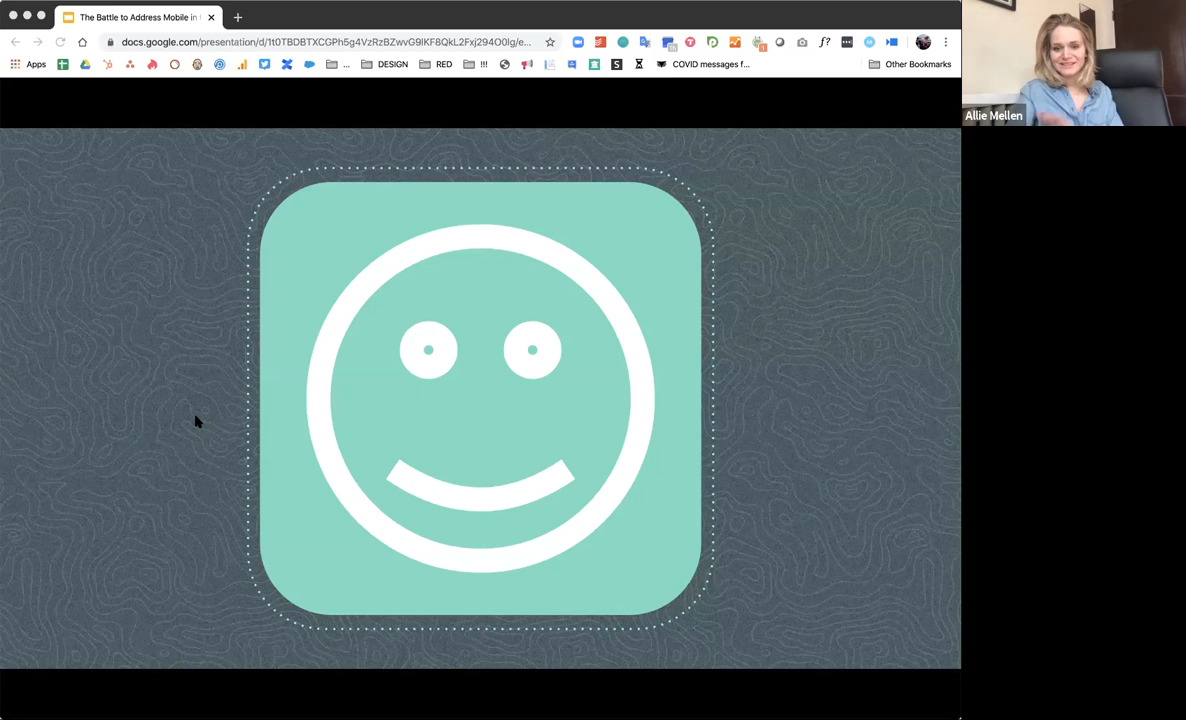 The Battle to Address Mobile in
docs.google.com/presentation/d/1t0TBDBTXCGPh5g4VzRzBZwvG9lKF8QkL2Fxj294O0lg/e...
f?
Apps
...
DESIGN
RED
!!!
S
COVID messages f...
Other Bookmarks
Allie Mellen